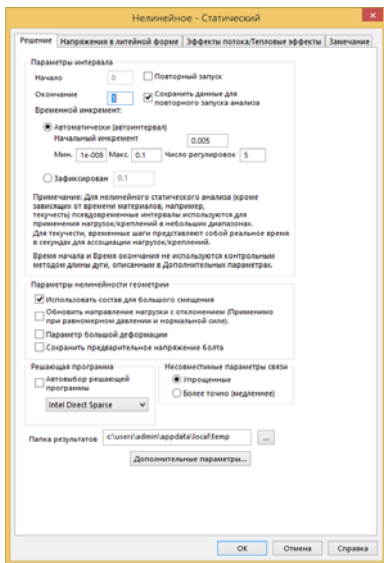 Нелинейное - Статический
Решение
Напряжения в литейной форме
Эффекты потока/Тепловые эффекты
Замечание
Параметры интервала
Начало
0
Повторный запуск
Окончание
1
Сохранить данные для
повторного запуска анализа
Временной инкремент:
Автоматически (автоинтервал)
Начальный инкремент
0.005
Мин. 1e-008 Макс. 0.1 Число регулировок 5
Зафиксирован 0.1
Примечание: Для нелинейного статического анализа (кроме
зависящих от времени материалов, например,
текучесть) псевдовременные интервалы используются для
применения нагрузок/креплений в небольших диапазонах.
Для текучести, временные шаги представляют собой реальное время
в секундах для ассоциации нагрузок/креплений.
Время начала и Время окончания не используются контрольным
методом длины дуги, описанным в Дополнительных параметрах.
Параметры нелинейности геометрии
Использовать состав для большого смещения
Обновить направление нагрузки с отклонением (Применимо
при равномерном давлении и нормальной силе).
Параметр большой деформации
Сохранить предварительное напряжение болта
Решающая программа
Автовыбор решающей
программы
Intel Direct Sparse
Несовместимые параметры связи
Упрощенные
Более точно (медленнее)
Папка результатов c:\users\admin\appdata\local\temp ...
Дополнительные параметры...
OK
Отмена
Справка